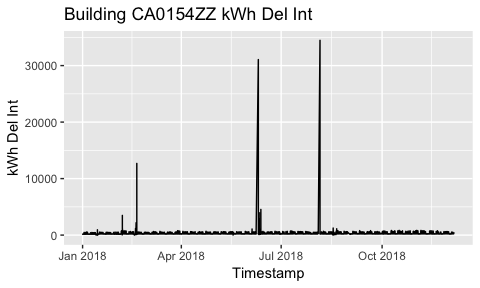 Building CA0154ZZ kWh Del Int
kWh Del Int
30000
20000
10000
0
Jan 2018 Apr 2018 Jul 2018 Oct 2018
Timestamp